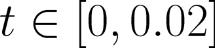 t ∈ [0, 0.02]